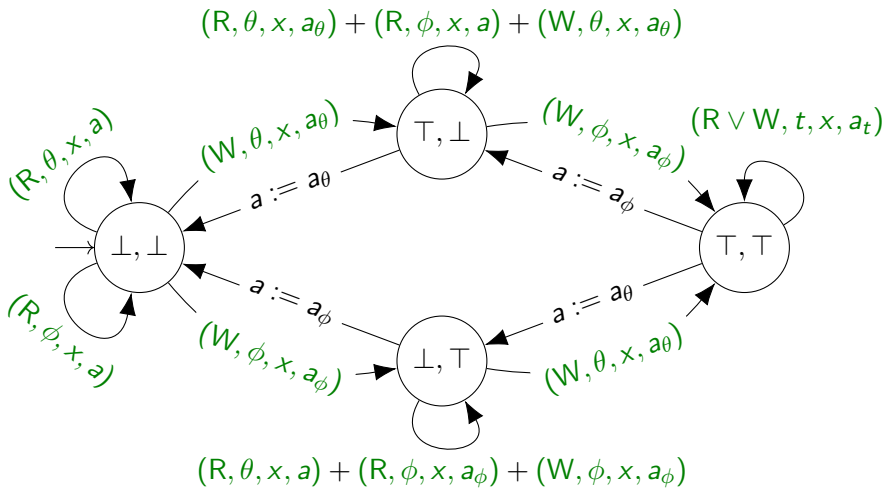 (R, θ, x, a_θ) + (R, ϕ, x, a) + (W, θ, x, a_θ)
(W, θ, x, a_θ)
⊤, ⊥
(W, ϕ, x, a_ϕ)
(R ∨ W, t, x, a_t)
(R, θ, x, a)
a := a_θ
a := a_ϕ
⊥, ⊥
⊤, ⊤
(R, ϕ, x, a)
a := a_ϕ
a := a_θ
(W, ϕ, x, a_ϕ)
⊥, ⊤
(W, θ, x, a_θ)
(R, θ, x, a) + (R, ϕ, x, a_ϕ) + (W, ϕ, x, a_ϕ)